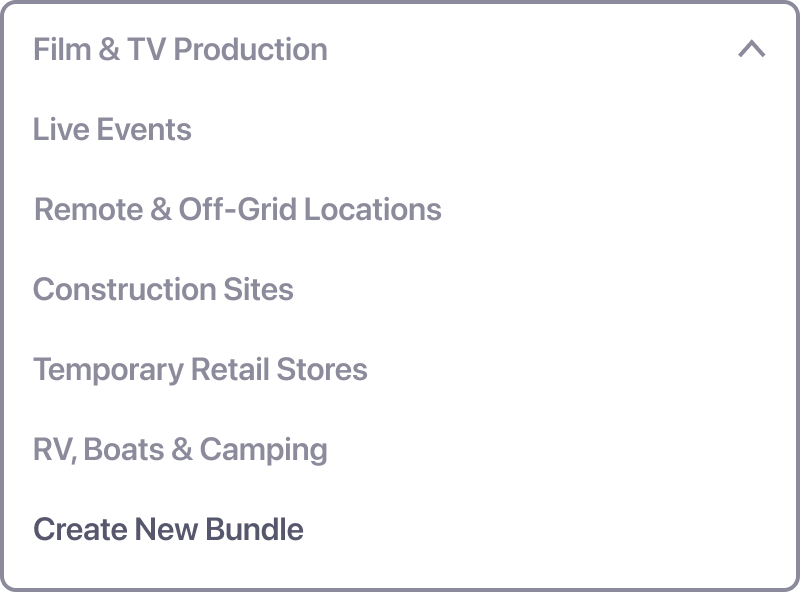 Film & TV Production
Live Events
Remote & Off-Grid Locations
Construction Sites
Temporary Retail Stores
RV, Boats & Camping
Create New Bundle